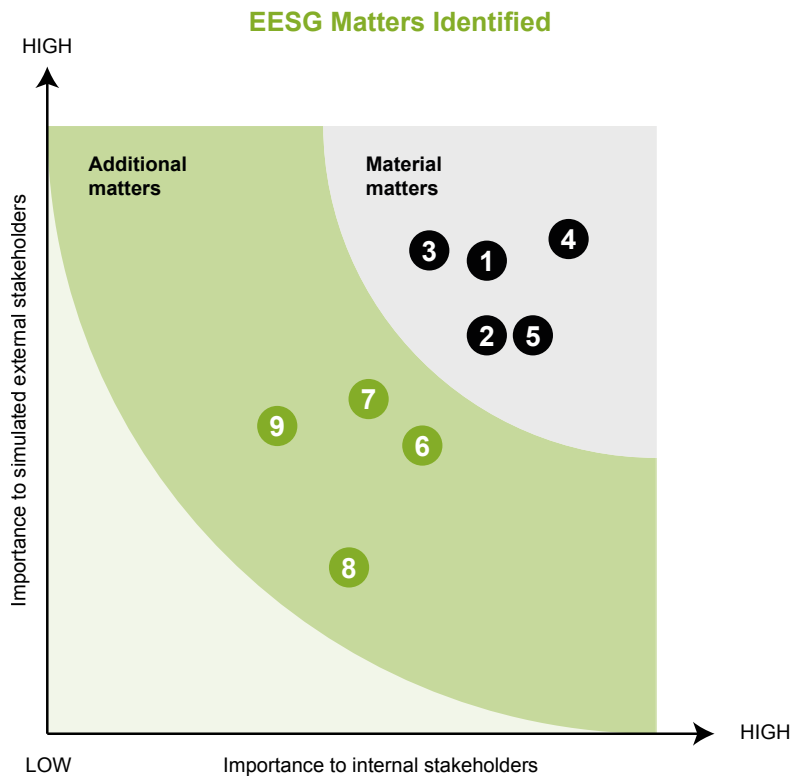 EESG Matters Identified
HIGH
Additional
matters
Material
matters
3
1
4
2
5
7
9
6
8
Importance to simulated external stakeholders
HIGH
LOW
Importance to internal stakeholders